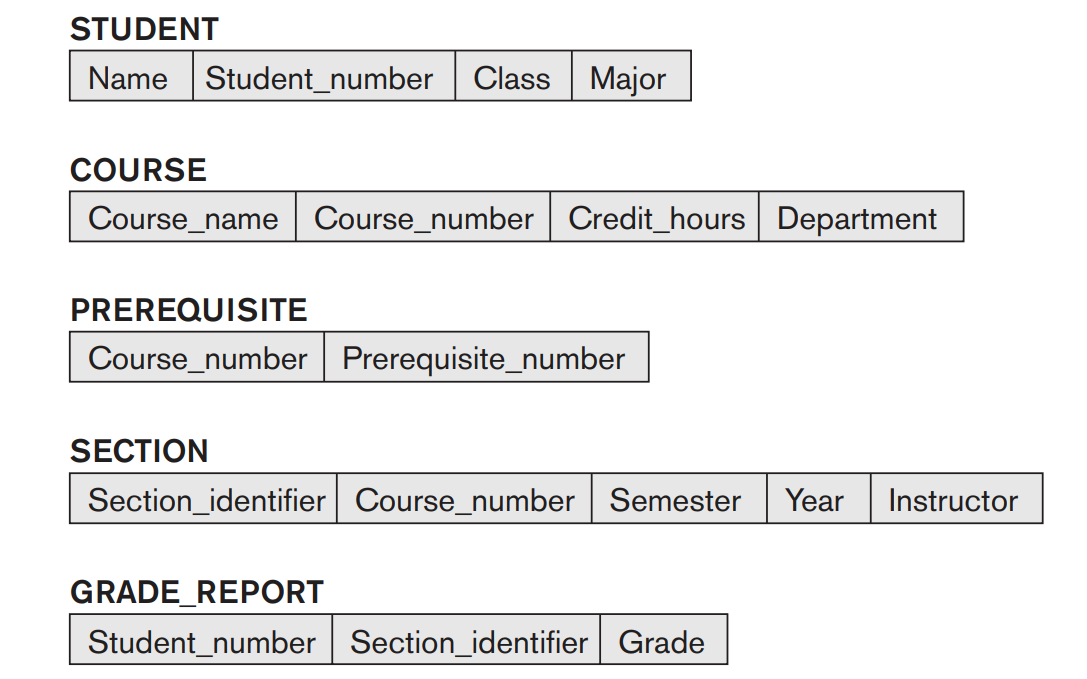 STUDENT
Name Student_number Class Major
COURSE
Course_name Course_number Credit_hours Department
PREREQUISITE
Course_number Prerequisite_number
SECTION
Section_identifier Course_number Semester Year Instructor
GRADE_REPORT
Student_number Section_identifier Grade